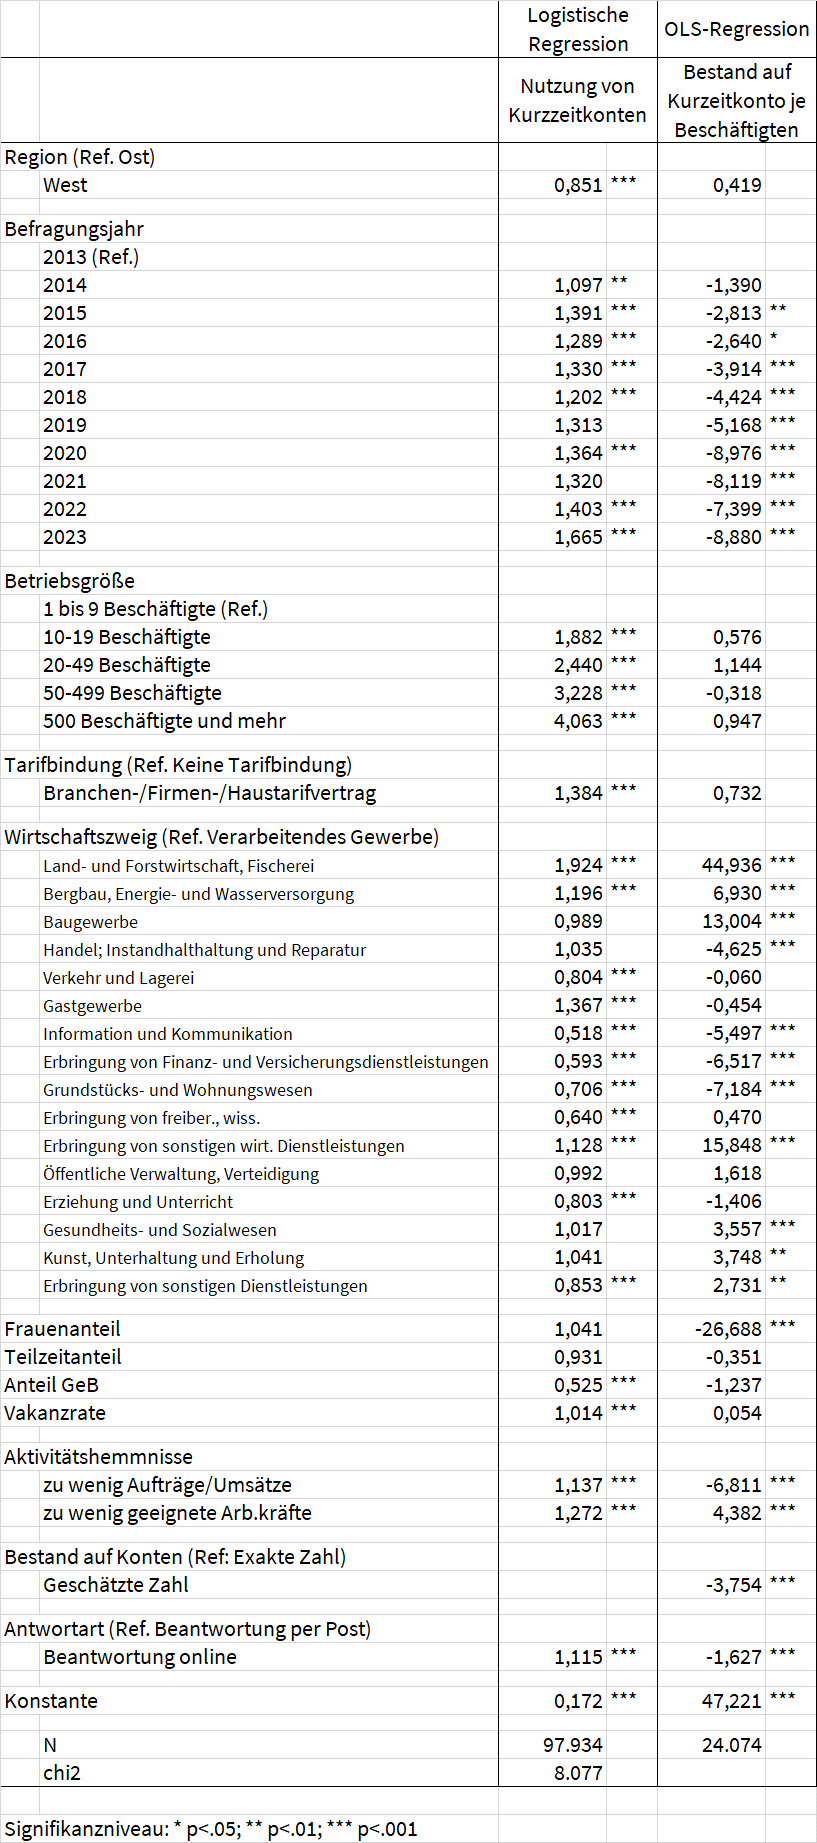 Logistische Regression OLS-Regression
Nutzung von Kurzzeitkonten Bestand auf Kurzeitkonto je Beschäftigten
Region (Ref. Ost)
West 0,851 *** 0,419
Befragungsjahr
2013 (Ref.)
2014 1,097 ** -1,390
2015 1,391 *** -2,813 **
2016 1,289 *** -2,640 *
2017 1,330 *** -3,914 ***
2018 1,202 *** -4,424 ***
2019 1,313 -5,168 ***
2020 1,364 *** -8,976 ***
2021 1,320 -8,119 ***
2022 1,403 *** -7,399 ***
2023 1,665 *** -8,880 ***
Betriebsgröße
1 bis 9 Beschäftigte (Ref.)
10-19 Beschäftigte 1,882 *** 0,576
20-49 Beschäftigte 2,440 *** 1,144
50-499 Beschäftigte 3,228 *** -0,318
500 Beschäftigte und mehr 4,063 *** 0,947
Tarifbindung (Ref. Keine Tarifbindung)
Branchen-/Firmen-/Haustarifvertrag 1,384 *** 0,732
Wirtschaftszweig (Ref. Verarbeitendes Gewerbe)
Land- und Forstwirtschaft, Fischerei 1,924 *** 44,936 ***
Bergbau, Energie- und Wasserversorgung 1,196 *** 6,930 ***
Baugewerbe 0,989 13,004 ***
Handel; Instandhalthaltung und Reparatur 1,035 -4,625 ***
Verkehr und Lagerei 0,804 *** -0,060
Gastgewerbe 1,367 *** -0,454
Information und Kommunikation 0,518 *** -5,497 ***
Erbringung von Finanz- und Versicherungsdienstleistungen 0,593 *** -6,517 ***
Grundstücks- und Wohnungswesen 0,706 *** -7,184 ***
Erbringung von freiber., wiss. 0,640 *** 0,470
Erbringung von sonstigen wirt. Dienstleistungen 1,128 *** 15,848 ***
Öffentliche Verwaltung, Verteidigung 0,992 1,618
Erziehung und Unterricht 0,803 *** -1,406
Gesundheits- und Sozialwesen 1,017 3,557 ***
Kunst, Unterhaltung und Erholung 1,041 3,748 **
Erbringung von sonstigen Dienstleistungen 0,853 *** 2,731 **
Frauenanteil 1,041 -26,688 ***
Teilzeitanteil 0,931 -0,351
Anteil GeB 0,525 *** -1,237
Vakanzrate 1,014 *** 0,054
Aktivitätshemmnisse
zu wenig Aufträge/Umsätze 1,137 *** -6,811 ***
zu wenig geeignete Arb.kräfte 1,272 *** 4,382 ***
Bestand auf Konten (Ref: Exakte Zahl)
Geschätzte Zahl -3,754 ***
Antwortart (Ref. Beantwortung per Post)
Beantwortung online 1,115 *** -1,627 ***
Konstante 0,172 *** 47,221 ***
N 97.934 24.074
chi2 8.077
Signifikanzniveau: * p<.05; ** p<.01; *** p<.001